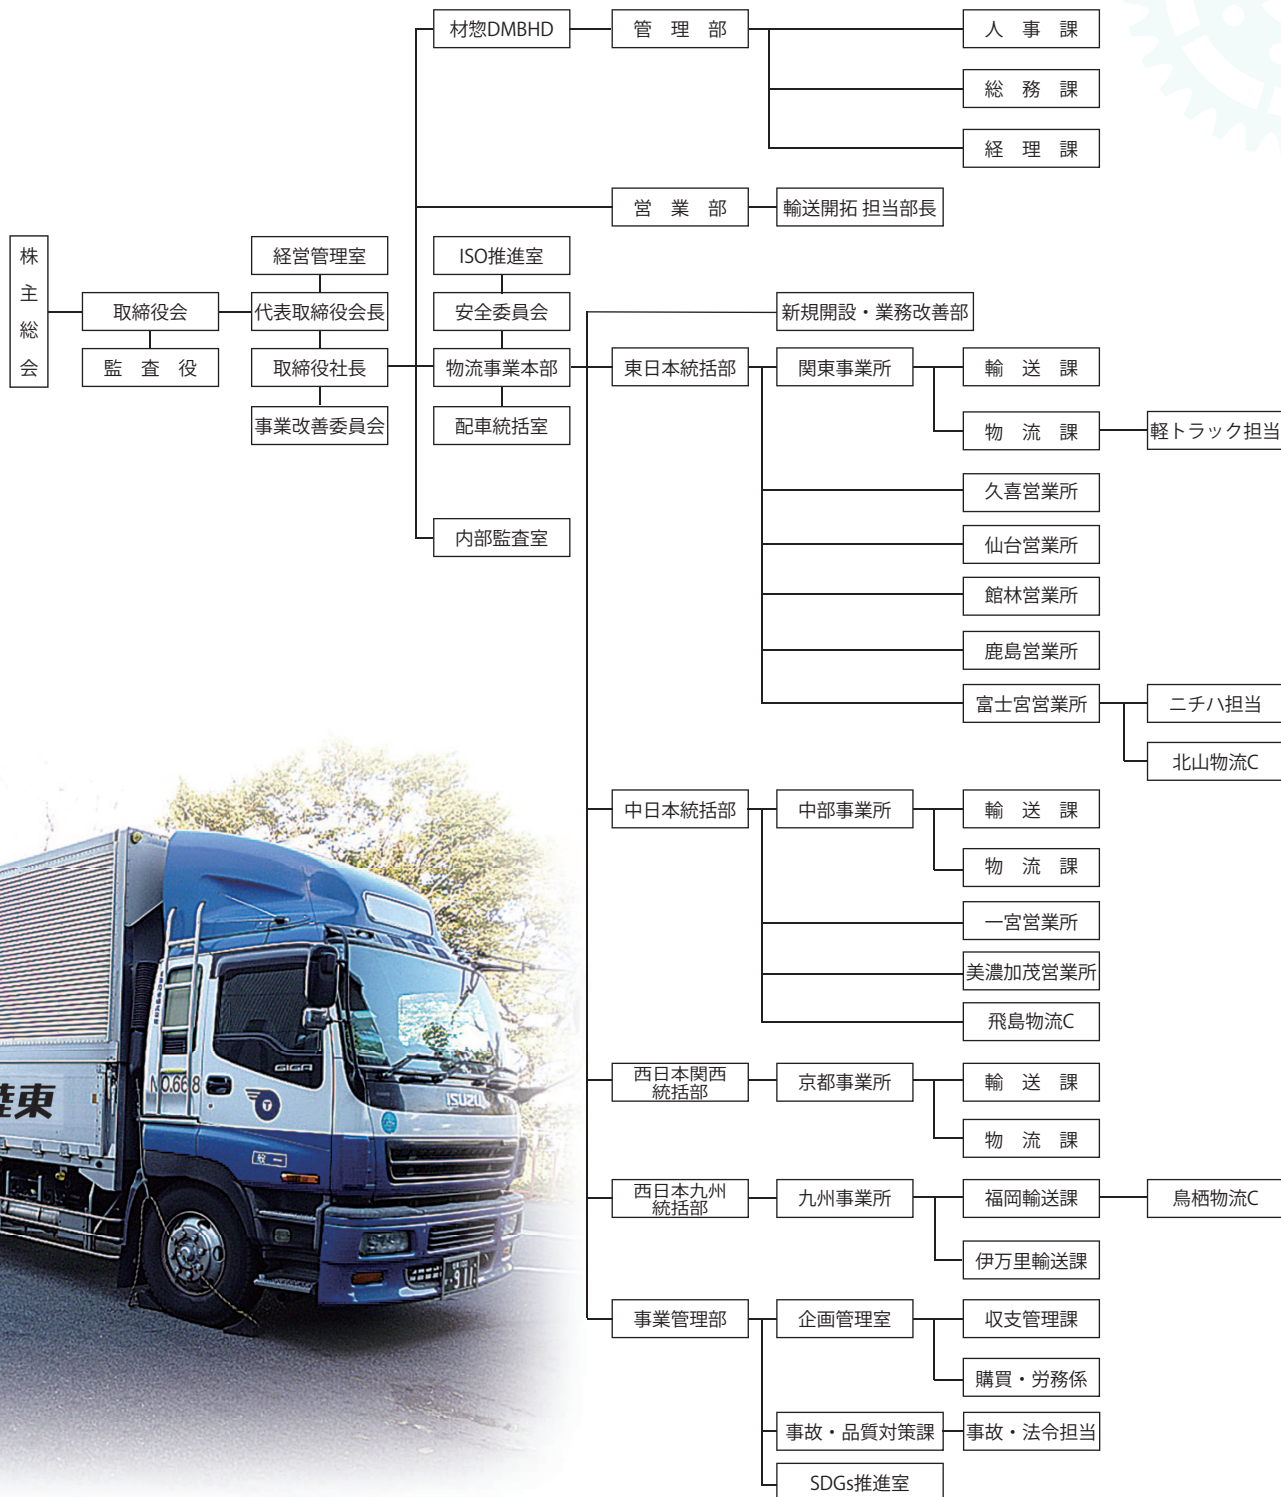 材惣DMBHD
管理部
人事課
総務課
経理課
営業部
輸送開拓 担当部長
株主総会
取締役会
監査役
経営管理室
代表取締役会長
取締役社長
事業改善委員会
ISO推進室
安全委員会
物流事業本部
配車統括室
内部監査室
新規開設・業務改善部
東日本統括部
関東事業所
輸送課
物流課
軽トラック担当
久喜営業所
仙台営業所
館林営業所
鹿島営業所
富士宮営業所
ニチハ担当
北山物流C
中日本統括部
中部事業所
輸送課
物流課
一宮営業所
美濃加茂営業所
飛島物流C
西日本関西
統括部
京都事業所
輸送課
物流課
西日本九州
統括部
九州事業所
福岡輸送課
鳥栖物流C
伊万里輸送課
事業管理部
企画管理室
収支管理課
購買・労務係
事故・品質対策課
事故・法令担当
SDGs推進室
GIGA
NO.668
ISUZU
陸東
T
911